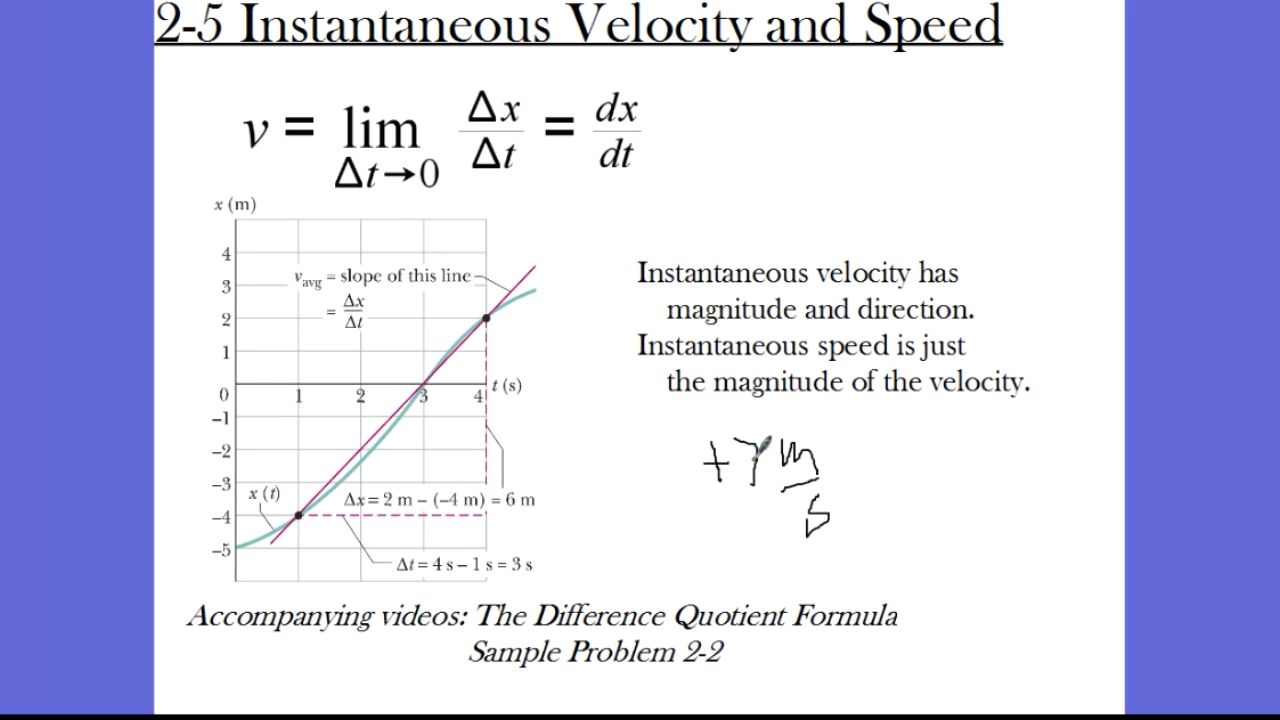 2-5 Instantaneous Velocity and Speed
v = lim Δx = dx
Δt→0 Δt dt
x (m)
4
3
2
1
0
-1
-2
-3
-4
-5
1 2 3 4 t (s)
vavg = slope of this line
= Δx
Δt
x (t)
Δx = 2 m – (–4 m) = 6 m
Δt = 4 s – 1 s = 3 s
Instantaneous velocity has
magnitude and direction.
Instantaneous speed is just
the magnitude of the velocity.
+7 m
s
Accompanying videos: The Difference Quotient Formula
Sample Problem 2-2